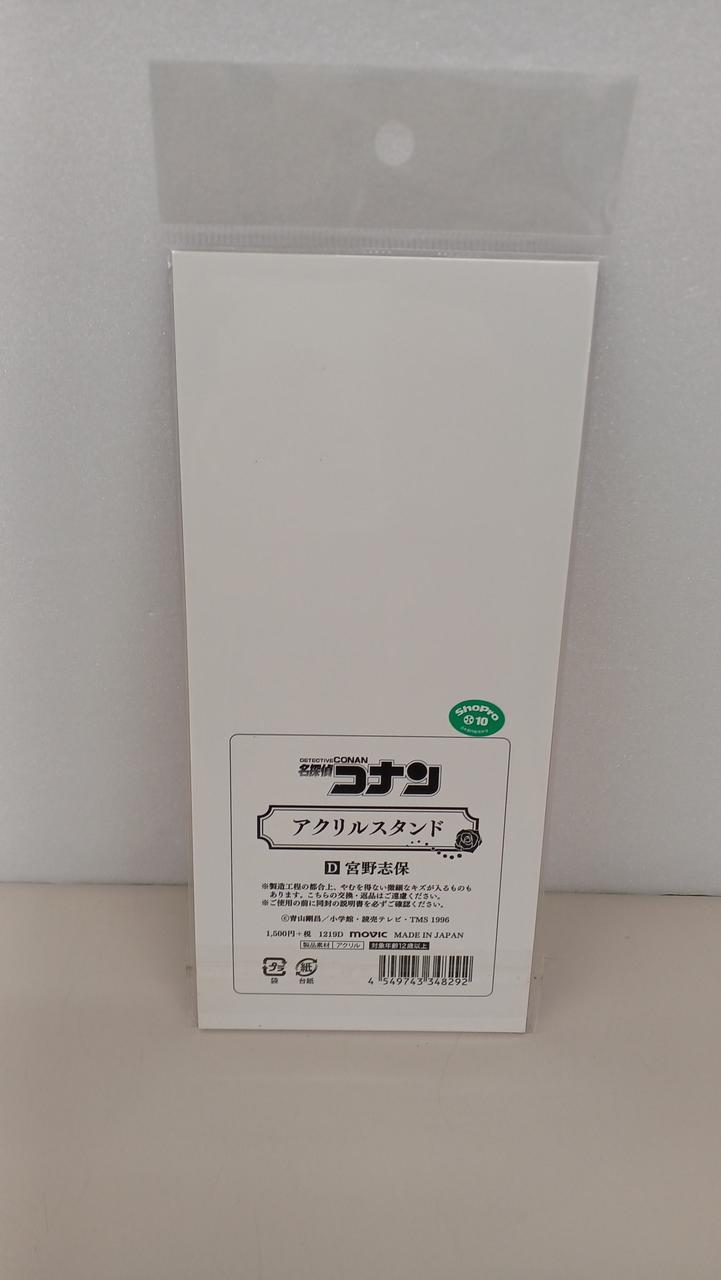 ShoPro
10
DETECTIVE CONAN
名探偵コナン
アクリルスタンド
D 宮野志保
※製造工程の都合上、やむを得ない微細なキズが入るものも
あります。こちらの交換・返品はご遠慮ください。
※ご使用の前に同封の説明書を必ずご確認ください。
©青山剛昌／小学館・読売テレビ・TMS 1996
1,500円+税 1219D movic MADE IN JAPAN
製品素材 アクリル 対象年齢12歳以上
プラ 紙
袋 台紙
4 549743 348292